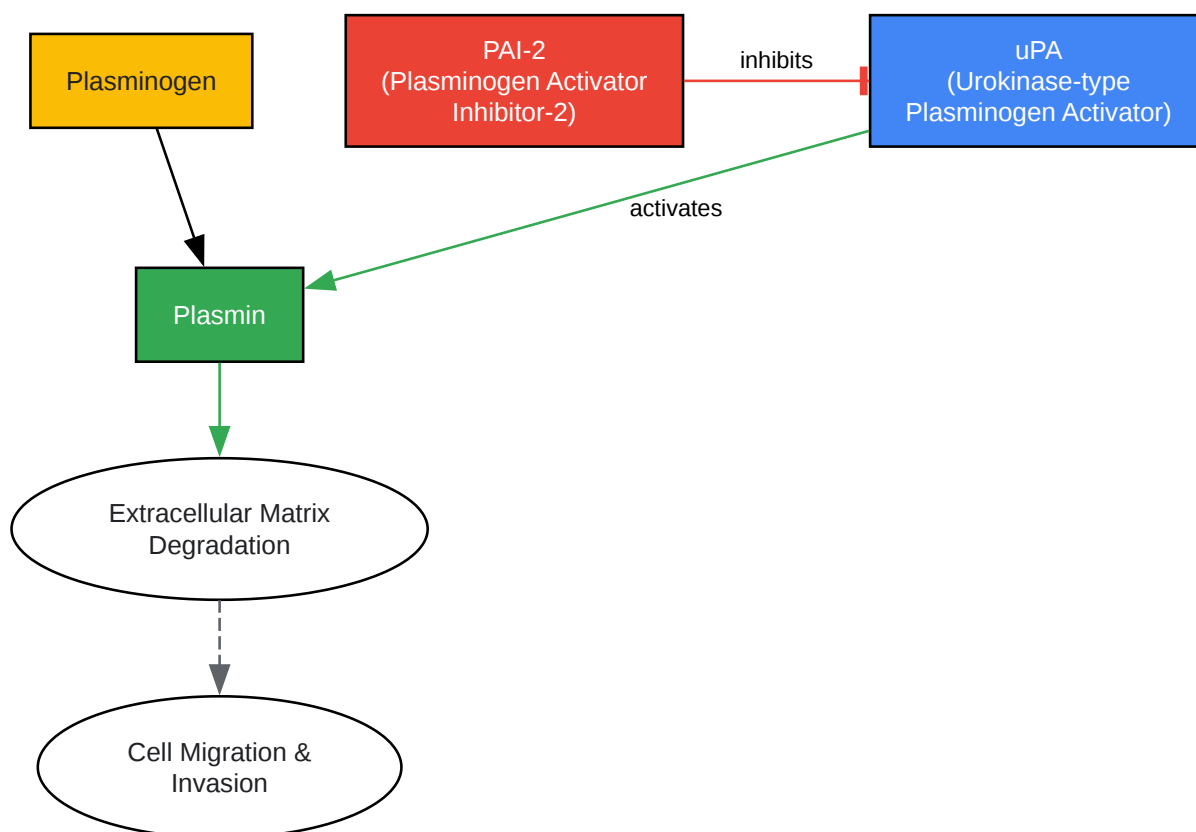 Plasminogen
PAI-2
(Plasminogen Activator
Inhibitor-2)
inhibits
uPA
(Urokinase-type
Plasminogen Activator)
activates
Plasmin
Extracellular Matrix
Degradation
Cell Migration &
Invasion